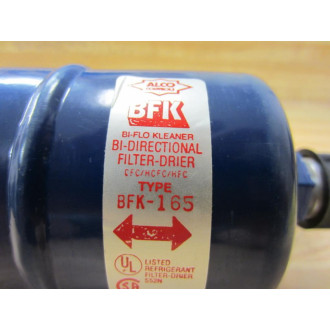 ALCO
BFK
BI-FLO KLEANER
BI-DIRECTIONAL
FILTER-DRIER
CFC/HCFC/HFC
TYPE
BFK-165
UL
LISTED
REFRIGERANT
FILTER-DRIER
552N